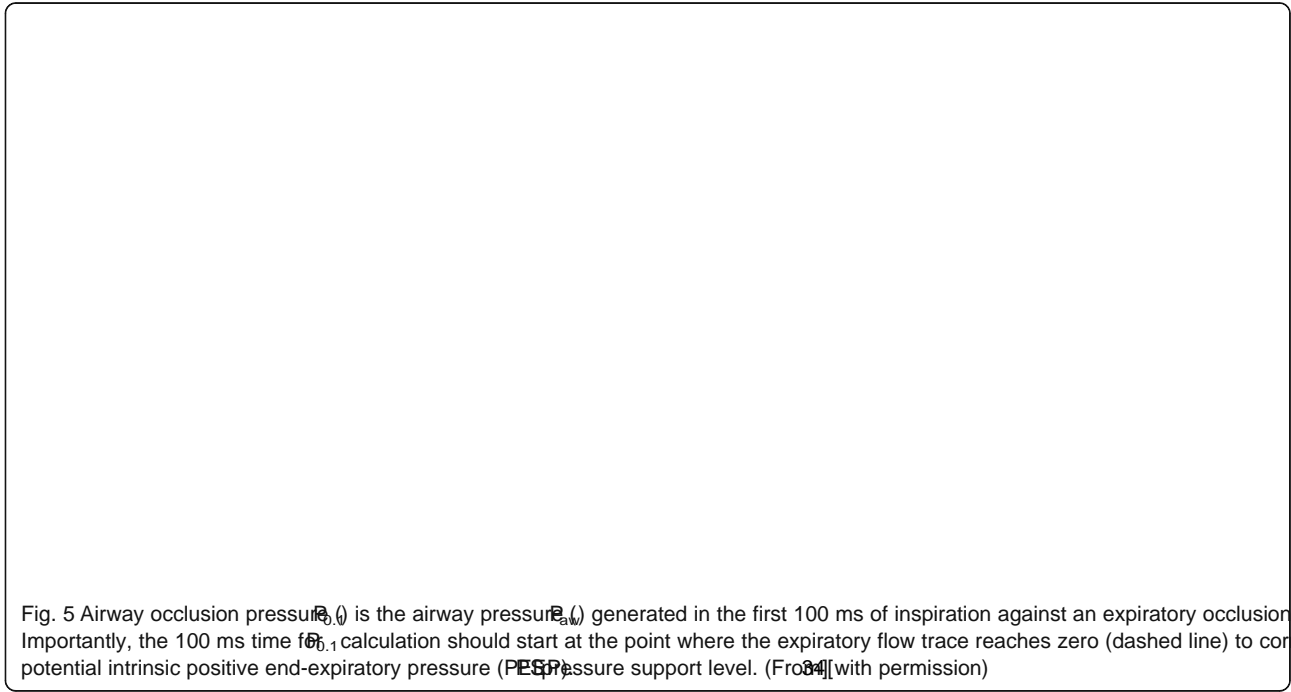 Fig. 5 Airway occlusion pressure (P0.1) is the airway pressure (Paw) generated in the first 100 ms of inspiration against an expiratory occlusion
Importantly, the 100 ms time for P0.1 calculation should start at the point where the expiratory flow trace reaches zero (dashed line) to cor
potential intrinsic positive end-expiratory pressure (PEEP). PS pressure support level. (From [34] with permission)